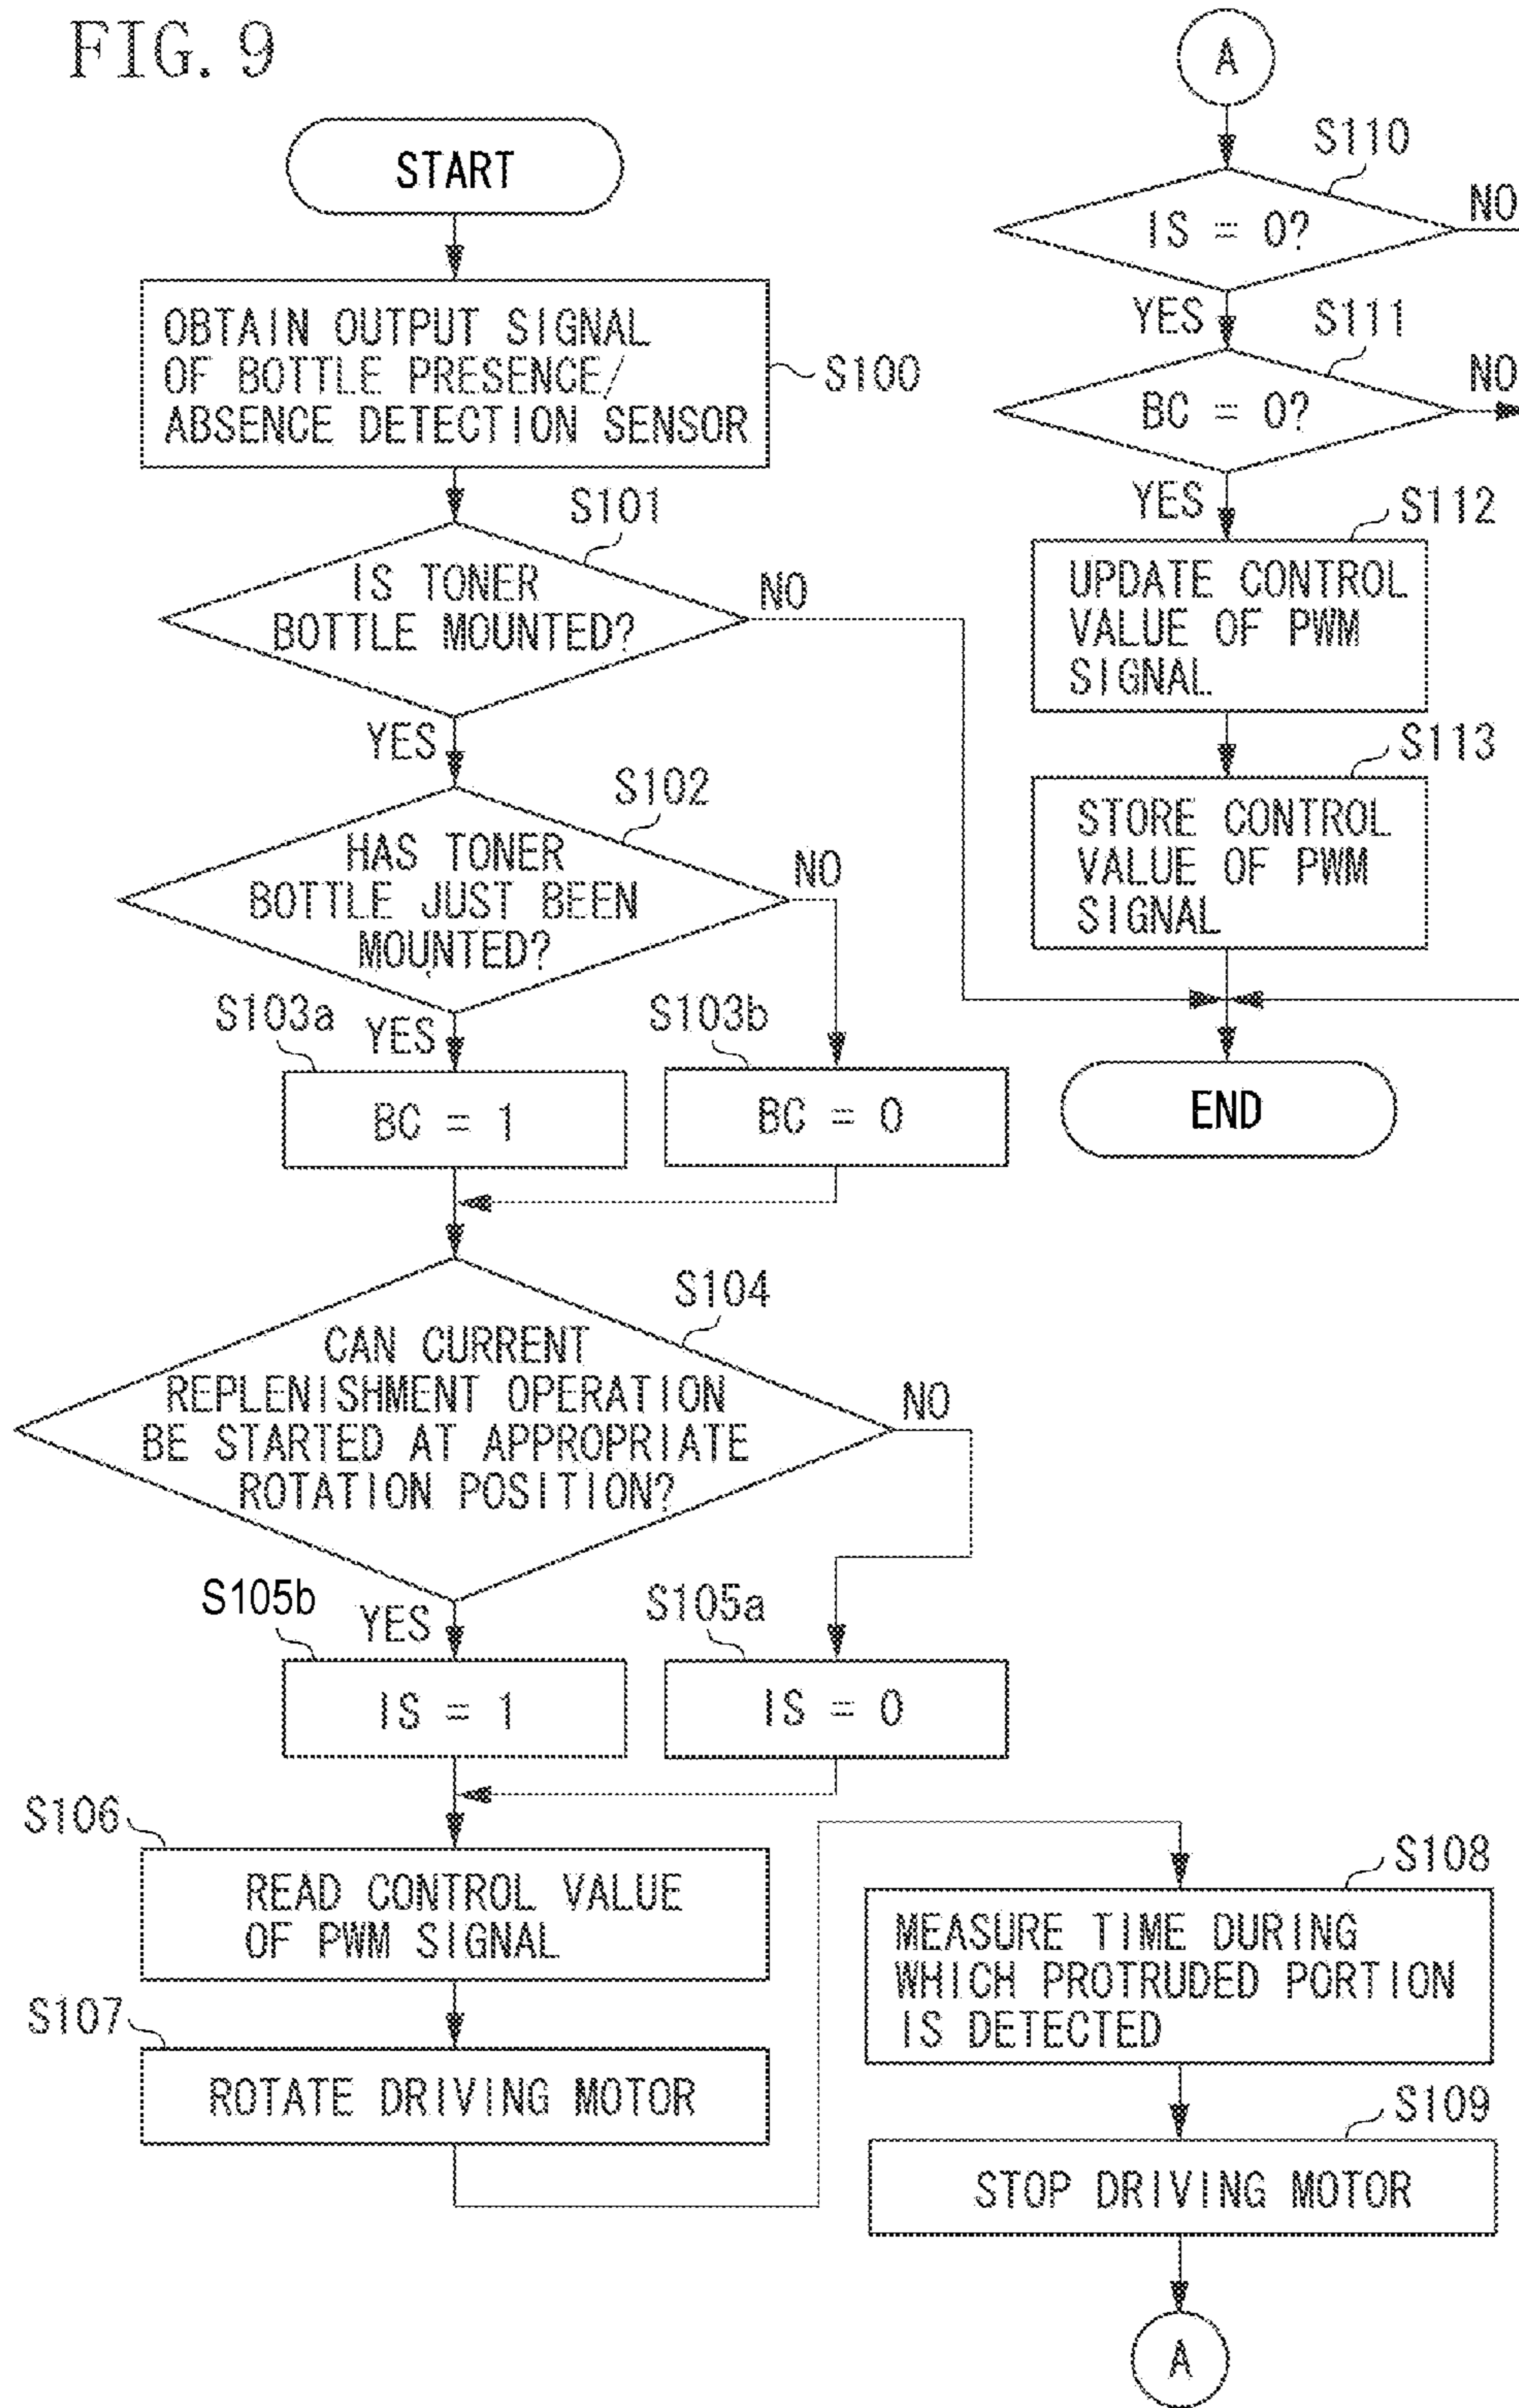 FIG. 9
START
OBTAIN OUTPUT SIGNAL
OF BOTTLE PRESENCE/
ABSENCE DETECTION SENSOR
S100
S101
IS TONER
BOTTLE MOUNTED?
NO
YES
S102
HAS TONER
BOTTLE JUST BEEN
MOUNTED?
NO
S103a
YES
S103b
BC = 1
BC = 0
S104
CAN CURRENT
REPLENISHMENT OPERATION
BE STARTED AT APPROPRIATE
ROTATION POSITION?
NO
S105b
YES
S105a
IS = 1
IS = 0
S106
READ CONTROL VALUE
OF PWM SIGNAL
S107
ROTATE DRIVING MOTOR
S108
MEASURE TIME DURING
WHICH PROTRUDED PORTION
IS DETECTED
S109
STOP DRIVING MOTOR
A
A
S110
IS = 0?
NO
YES
S111
BC = 0?
NO
YES
S112
UPDATE CONTROL
VALUE OF PWM
SIGNAL
S113
STORE CONTROL
VALUE OF PWM
SIGNAL
END